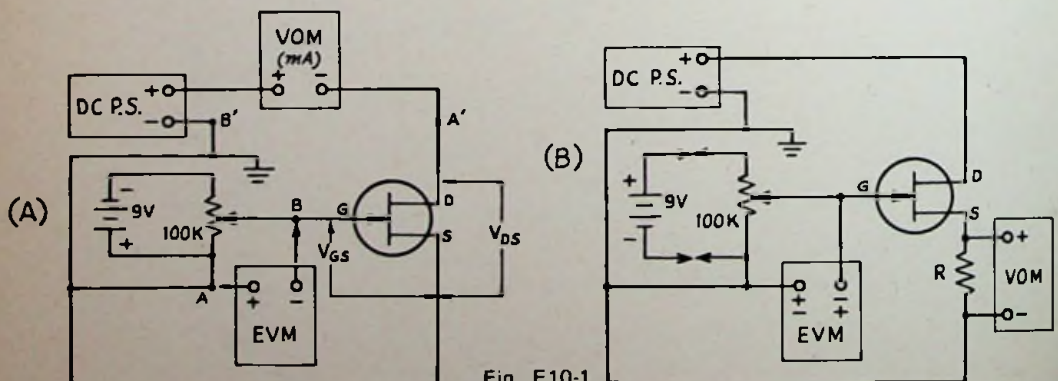 (A)
DC P.S.
+
-
B'
VOM
(mA)
+ -
A'
-
9V
+
100K
A
B
G
V_GS
D
S
V_DS
+ -
EVM
(B)
DC P.S.
+
-
+
9V
-
100K
G
D
S
R
+
VOM
-
± ±
EVM
Fig. E10-1